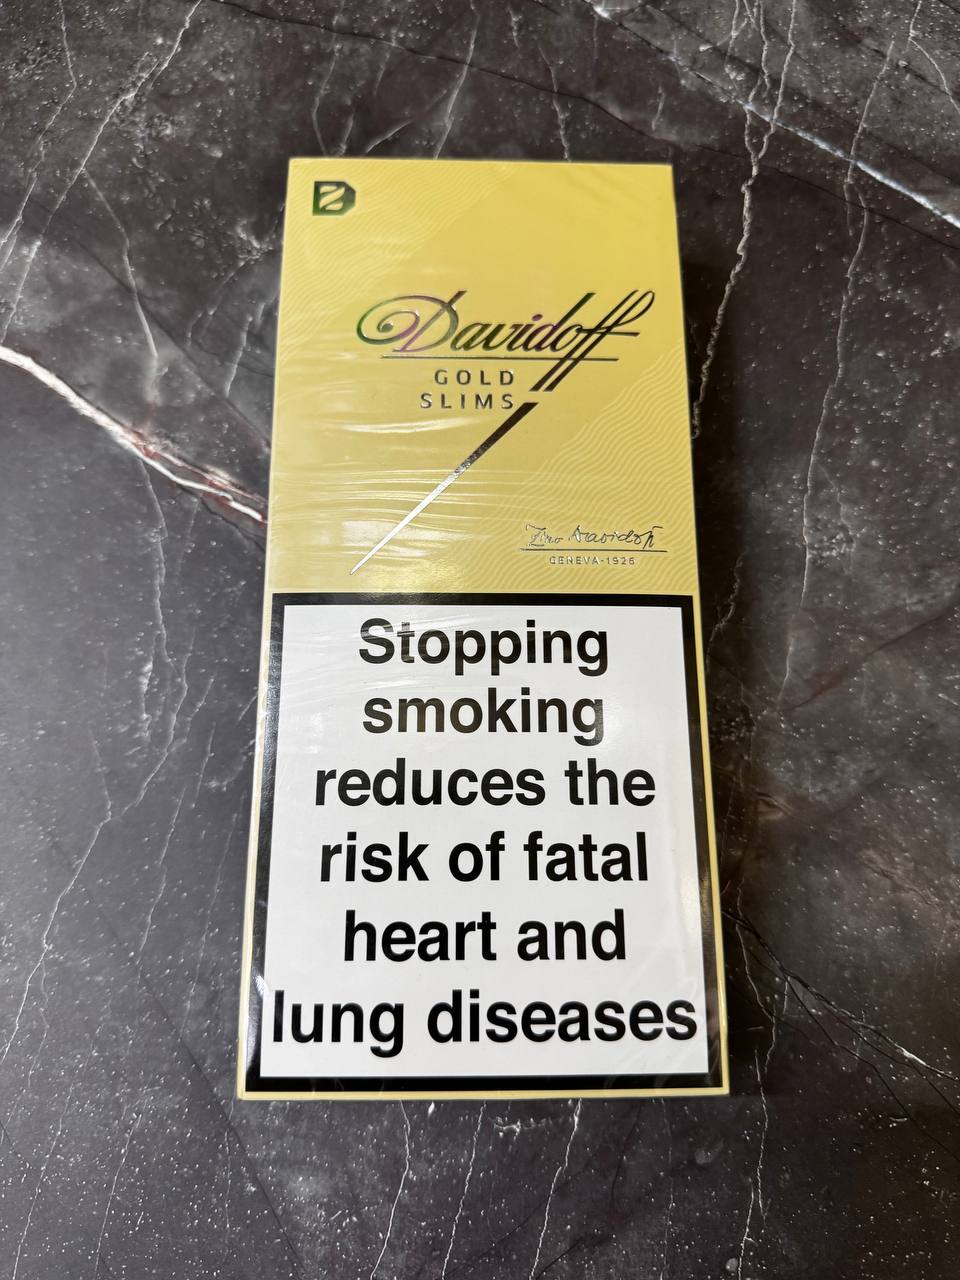 Davidoff
GOLD
SLIMS
Zino Davidoff
GENEVA-1926
Stopping
smoking
reduces the
risk of fatal
heart and
lung diseases